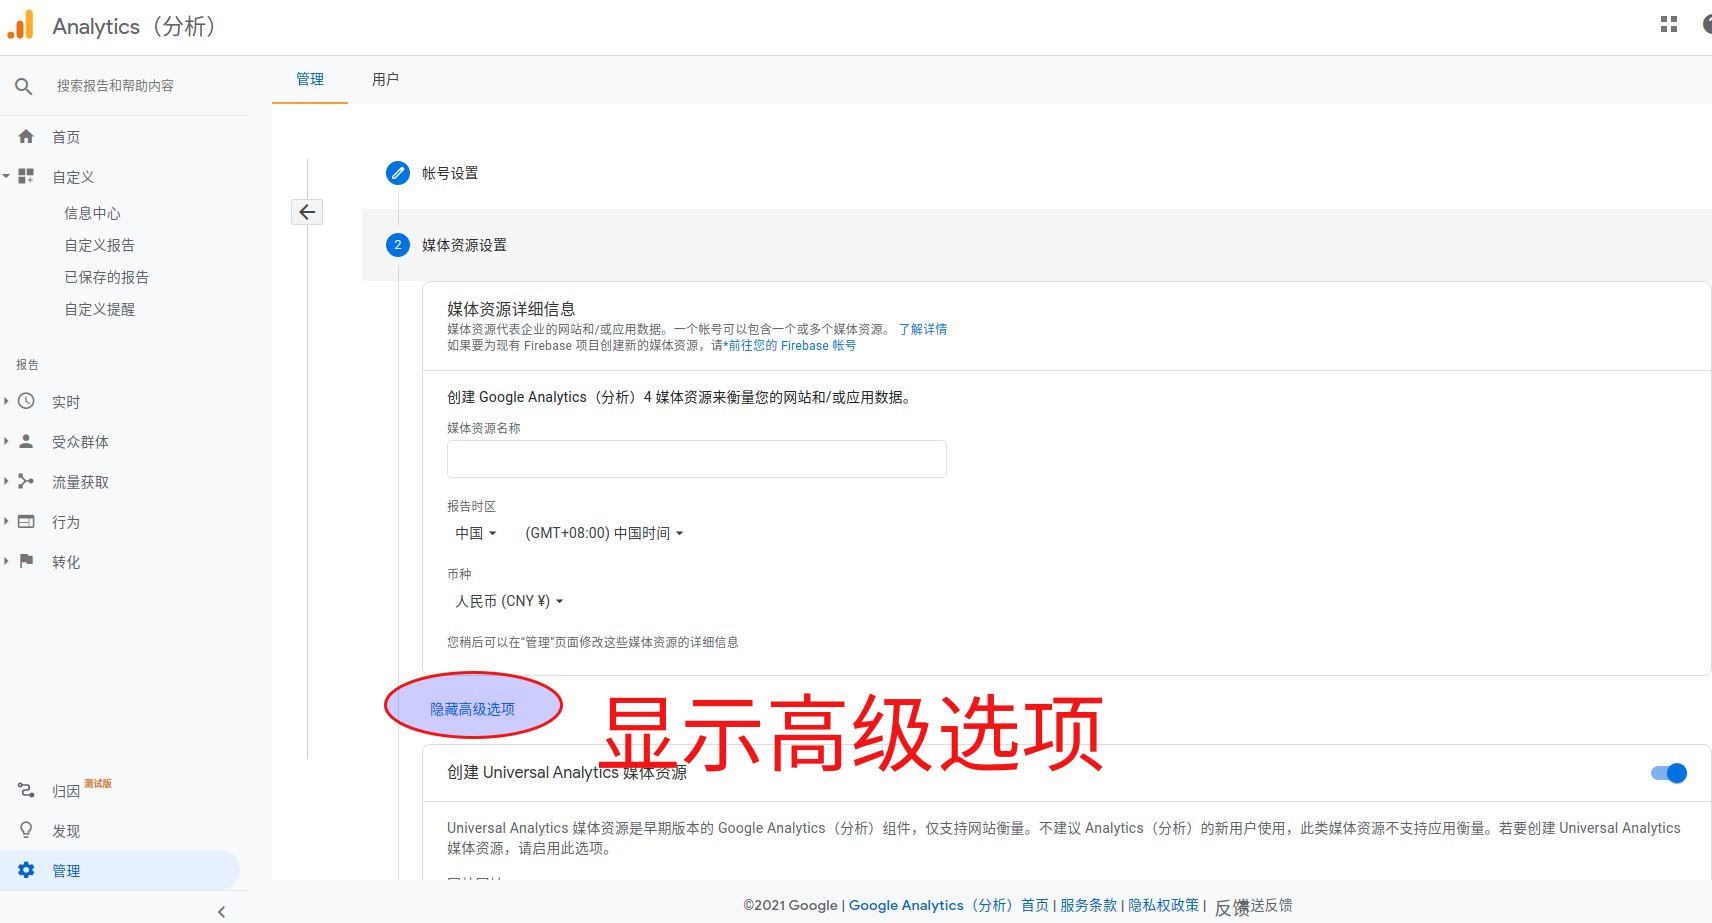 Analytics（分析）
搜索报告和帮助内容
首页
自定义
信息中心
自定义报告
已保存的报告
自定义提醒
报告
实时
受众群体
流量获取
行为
转化
归因 测试版
发现
管理
管理 用户
帐号设置
2 媒体资源设置
媒体资源详细信息
媒体资源代表企业的网站和/或应用数据。一个帐号可以包含一个或多个媒体资源。 了解详情
如果要为现有 Firebase 项目创建新的媒体资源，请*前往您的 Firebase 帐号
创建 Google Analytics（分析）4 媒体资源来衡量您的网站和/或应用数据。
媒体资源名称
报告时区
中国 (GMT+08:00) 中国时间
币种
人民币 (CNY ¥)
您稍后可以在“管理”页面修改这些媒体资源的详细信息
隐藏高级选项
显示高级选项
创建 Universal Analytics 媒体资源
Universal Analytics 媒体资源是早期版本的 Google Analytics（分析）组件，仅支持网站衡量。不建议 Analytics（分析）的新用户使用，此类媒体资源不支持应用衡量。若要创建 Universal Analytics
媒体资源，请启用此选项。
©2021 Google | Google Analytics（分析）首页 | 服务条款 | 隐私权政策 | 反馈送反馈